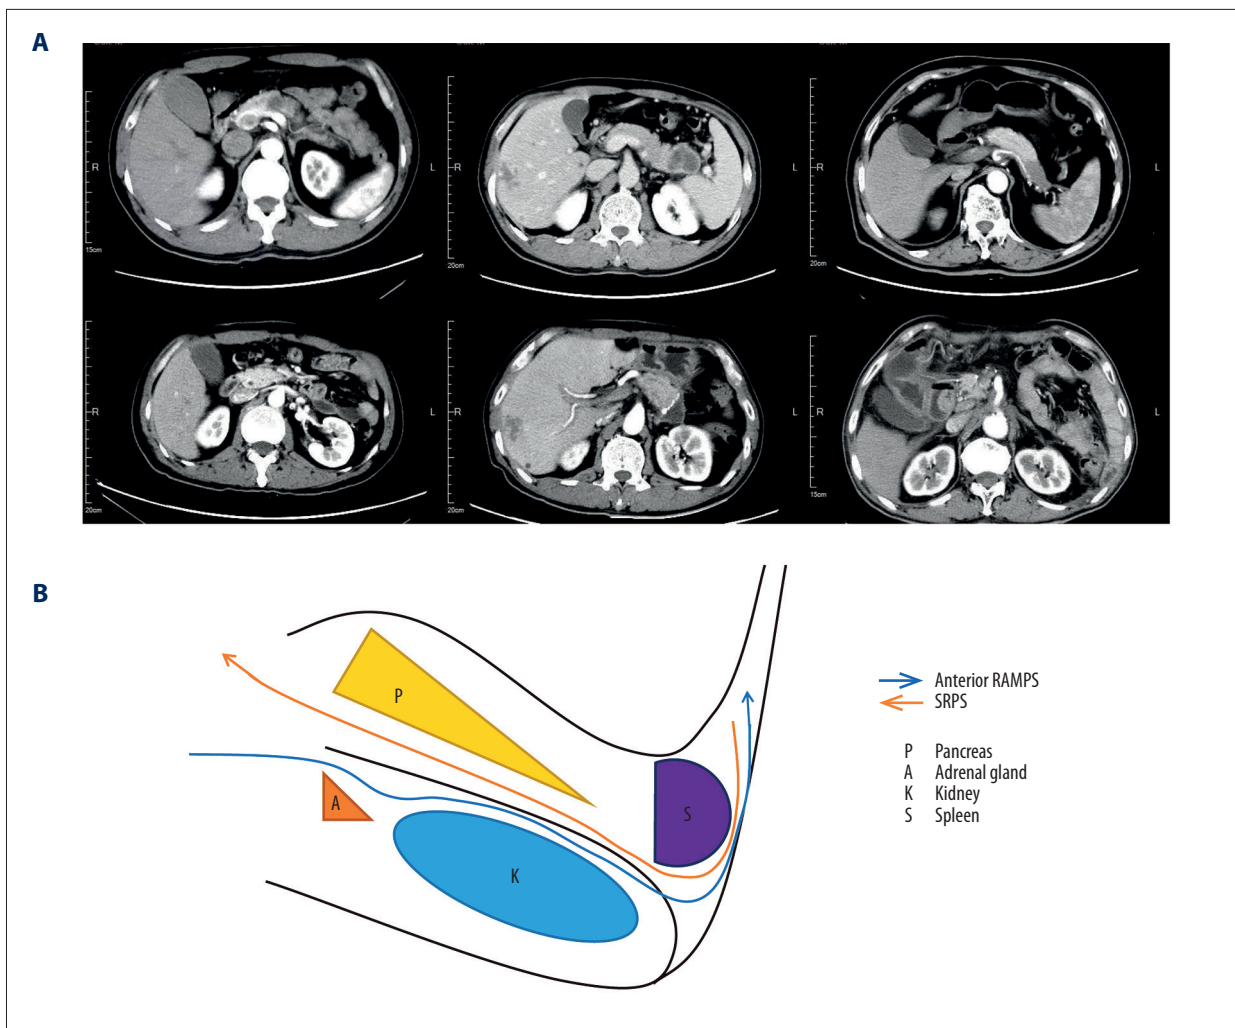 A
R
L
15cm
R
L
20cm
R
L
20cm
R
L
20cm
R
L
20cm
R
L
15cm
B
P
A
K
S
Anterior RAMPS
SRPS
P Pancreas
A Adrenal gland
K Kidney
S Spleen